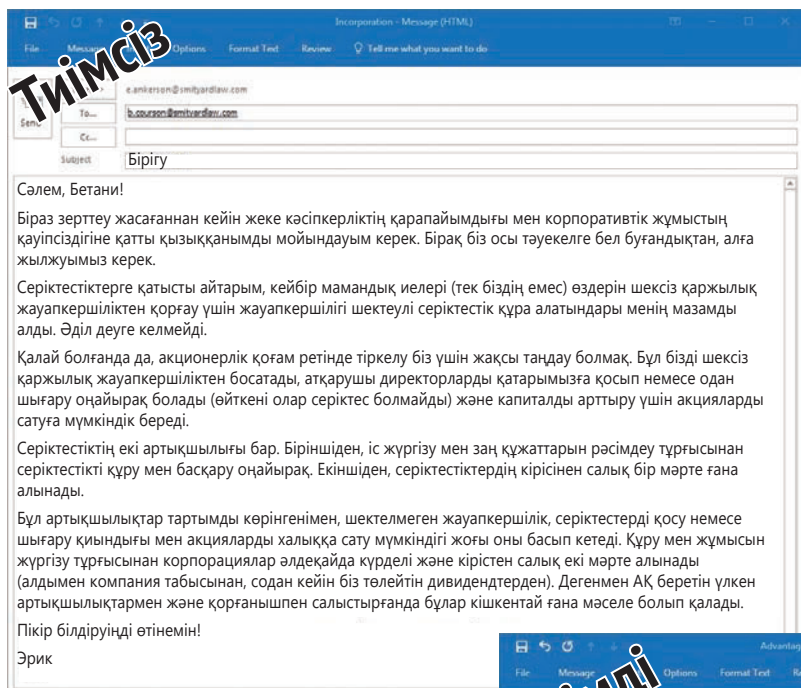 Incorporation - Message (HTML)
File Message Options Format Text Review Tell me what you want to do
Тиімсіз
e.ankerson@smityardlaw.com
To... b.courson@smityardlaw.com
Send
Cc...
Subject Бірігу
Сәлем, Бетани!
Біраз зерттеу жасағаннан кейін жеке кәсіпкерліктің қарапайымдығы мен корпоративтік жұмыстың
қауіпсіздігіне қатты қызыққанымды мойындауым керек. Бірақ біз осы тәуекелге бел буғандықтан, алға
жылжуымыз керек.
Серіктестіктерге қатысты айтарым, кейбір мамандық иелері (тек біздің емес) өздерін шексіз қаржылық
жауапкершіліктен қорғау үшін жауапкершілігі шектеулі серіктестік құра алатындары менің мазамды
алды. Әділ деуге келмейді.
Қалай болғанда да, акционерлік қоғам ретінде тіркелу біз үшін жақсы таңдау болмақ. Бұл бізді шексіз
қаржылық жауапкершіліктен босатады, атқарушы директорларды қатарымызға қосып немесе одан
шығару оңайырақ болады (өйткені олар серіктес болмайды) және капиталды арттыру үшін акцияларды
сатуға мүмкіндік береді.
Серіктестіктің екі артықшылығы бар. Біріншіден, іс жүргізу мен заң құжаттарын рәсімдеу тұрғысынан
серіктестікті құру мен басқару оңайырақ. Екіншіден, серіктестіктердің кірісінен салық бір мәрте ғана
алынады.
Бұл артықшылықтар тартымды көрінгенімен, шектелмеген жауапкершілік, серіктестерді қосу немесе
шығару қиындығы мен акцияларды халыққа сату мүмкіндігі жоғы оны басып кетеді. Құру мен жұмысын
жүргізу тұрғысынан корпорациялар әлдеқайда күрделі және кірістен салық екі мәрте алынады
(алдымен компания табысынан, содан кейін біз төлейтін дивидендтерден). Дегенмен АҚ беретін үлкен
артықшылықтармен және қорғанышпен салыстырғанда бұлар кішкентай ғана мәселе болып қалады.
Пікір білдіруіңді өтінемін!
Эрик
File Message Options Format Text